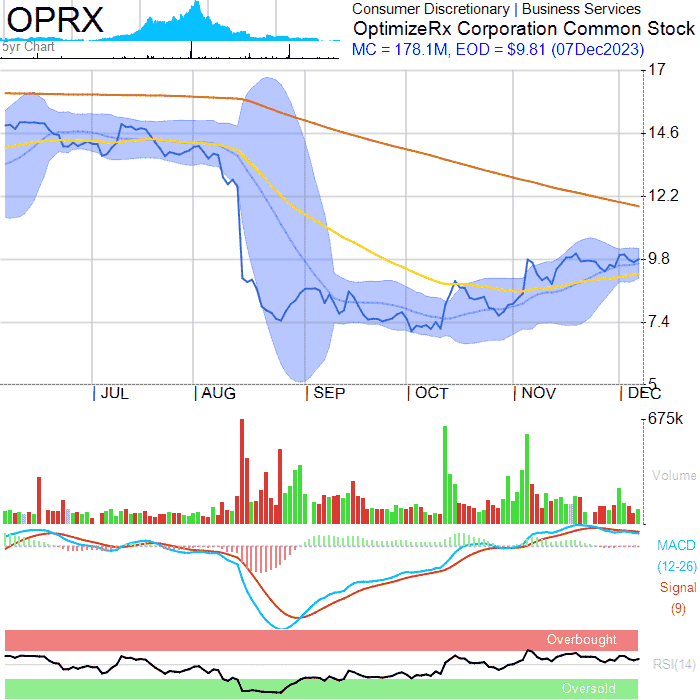 OPRX
5yr Chart
Consumer Discretionary | Business Services
OptimizeRx Corporation Common Stock
MC = 178.1M, EOD = $9.81 (07Dec2023)
17
14.6
12.2
9.8
7.4
5
JUL AUG SEP OCT NOV DEC
675k
Volume
MACD
(12-26)
Signal
(9)
Overbought
RSI(14)
Oversold